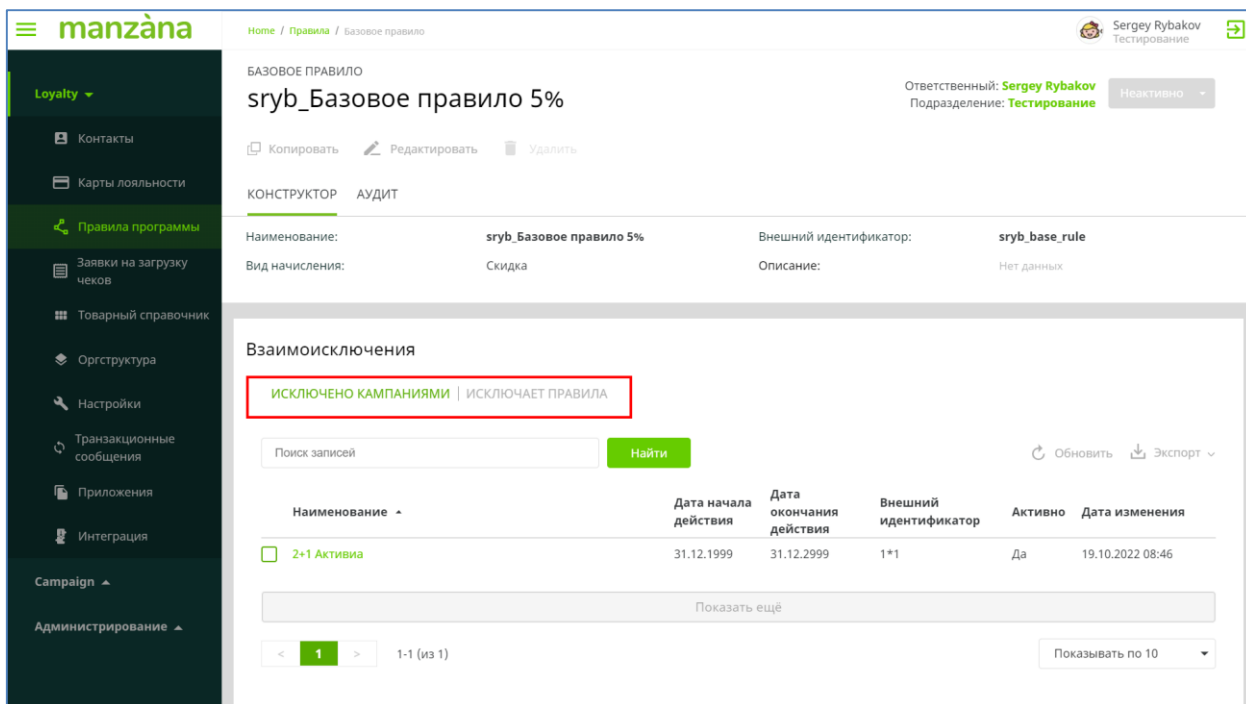 manzàna
Home / Правила / Базовое правило
Sergey Rybakov
Тестирование
Loyalty
Контакты
Карты лояльности
Правила программы
Заявки на загрузку
чеков
Товарный справочник
Оргструктура
Настройки
Транзакционные
сообщения
Приложения
Интеграция
Campaign
Администрирование
БАЗОВОЕ ПРАВИЛО
sryb_Базовое правило 5%
Ответственный: Sergey Rybakov
Подразделение: Тестирование
Неактивно
Копировать Редактировать Удалить
КОНСТРУКТОР АУДИТ
Наименование: sryb_Базовое правило 5% Внешний идентификатор: sryb_base_rule
Вид начисления: Скидка Описание: Нет данных
Взаимоисключения
ИСКЛЮЧЕНО КАМПАНИЯМИ | ИСКЛЮЧАЕТ ПРАВИЛА
Поиск записей Найти Обновить Экспорт
Наименование Дата начала действия Дата окончания действия Внешний идентификатор Активно Дата изменения
2+1 Активиа 31.12.1999 31.12.2999 1*1 Да 19.10.2022 08:46
Показать ещё
< 1 > 1-1 (из 1) Показывать по 10